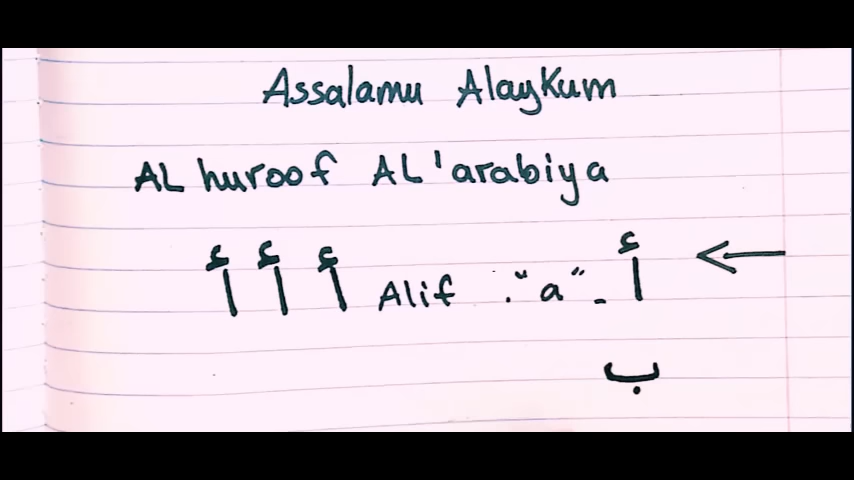 Assalamu Alaykum
AL huroof AL'arabiya
أ - "a". Alif أ أ أ
ب